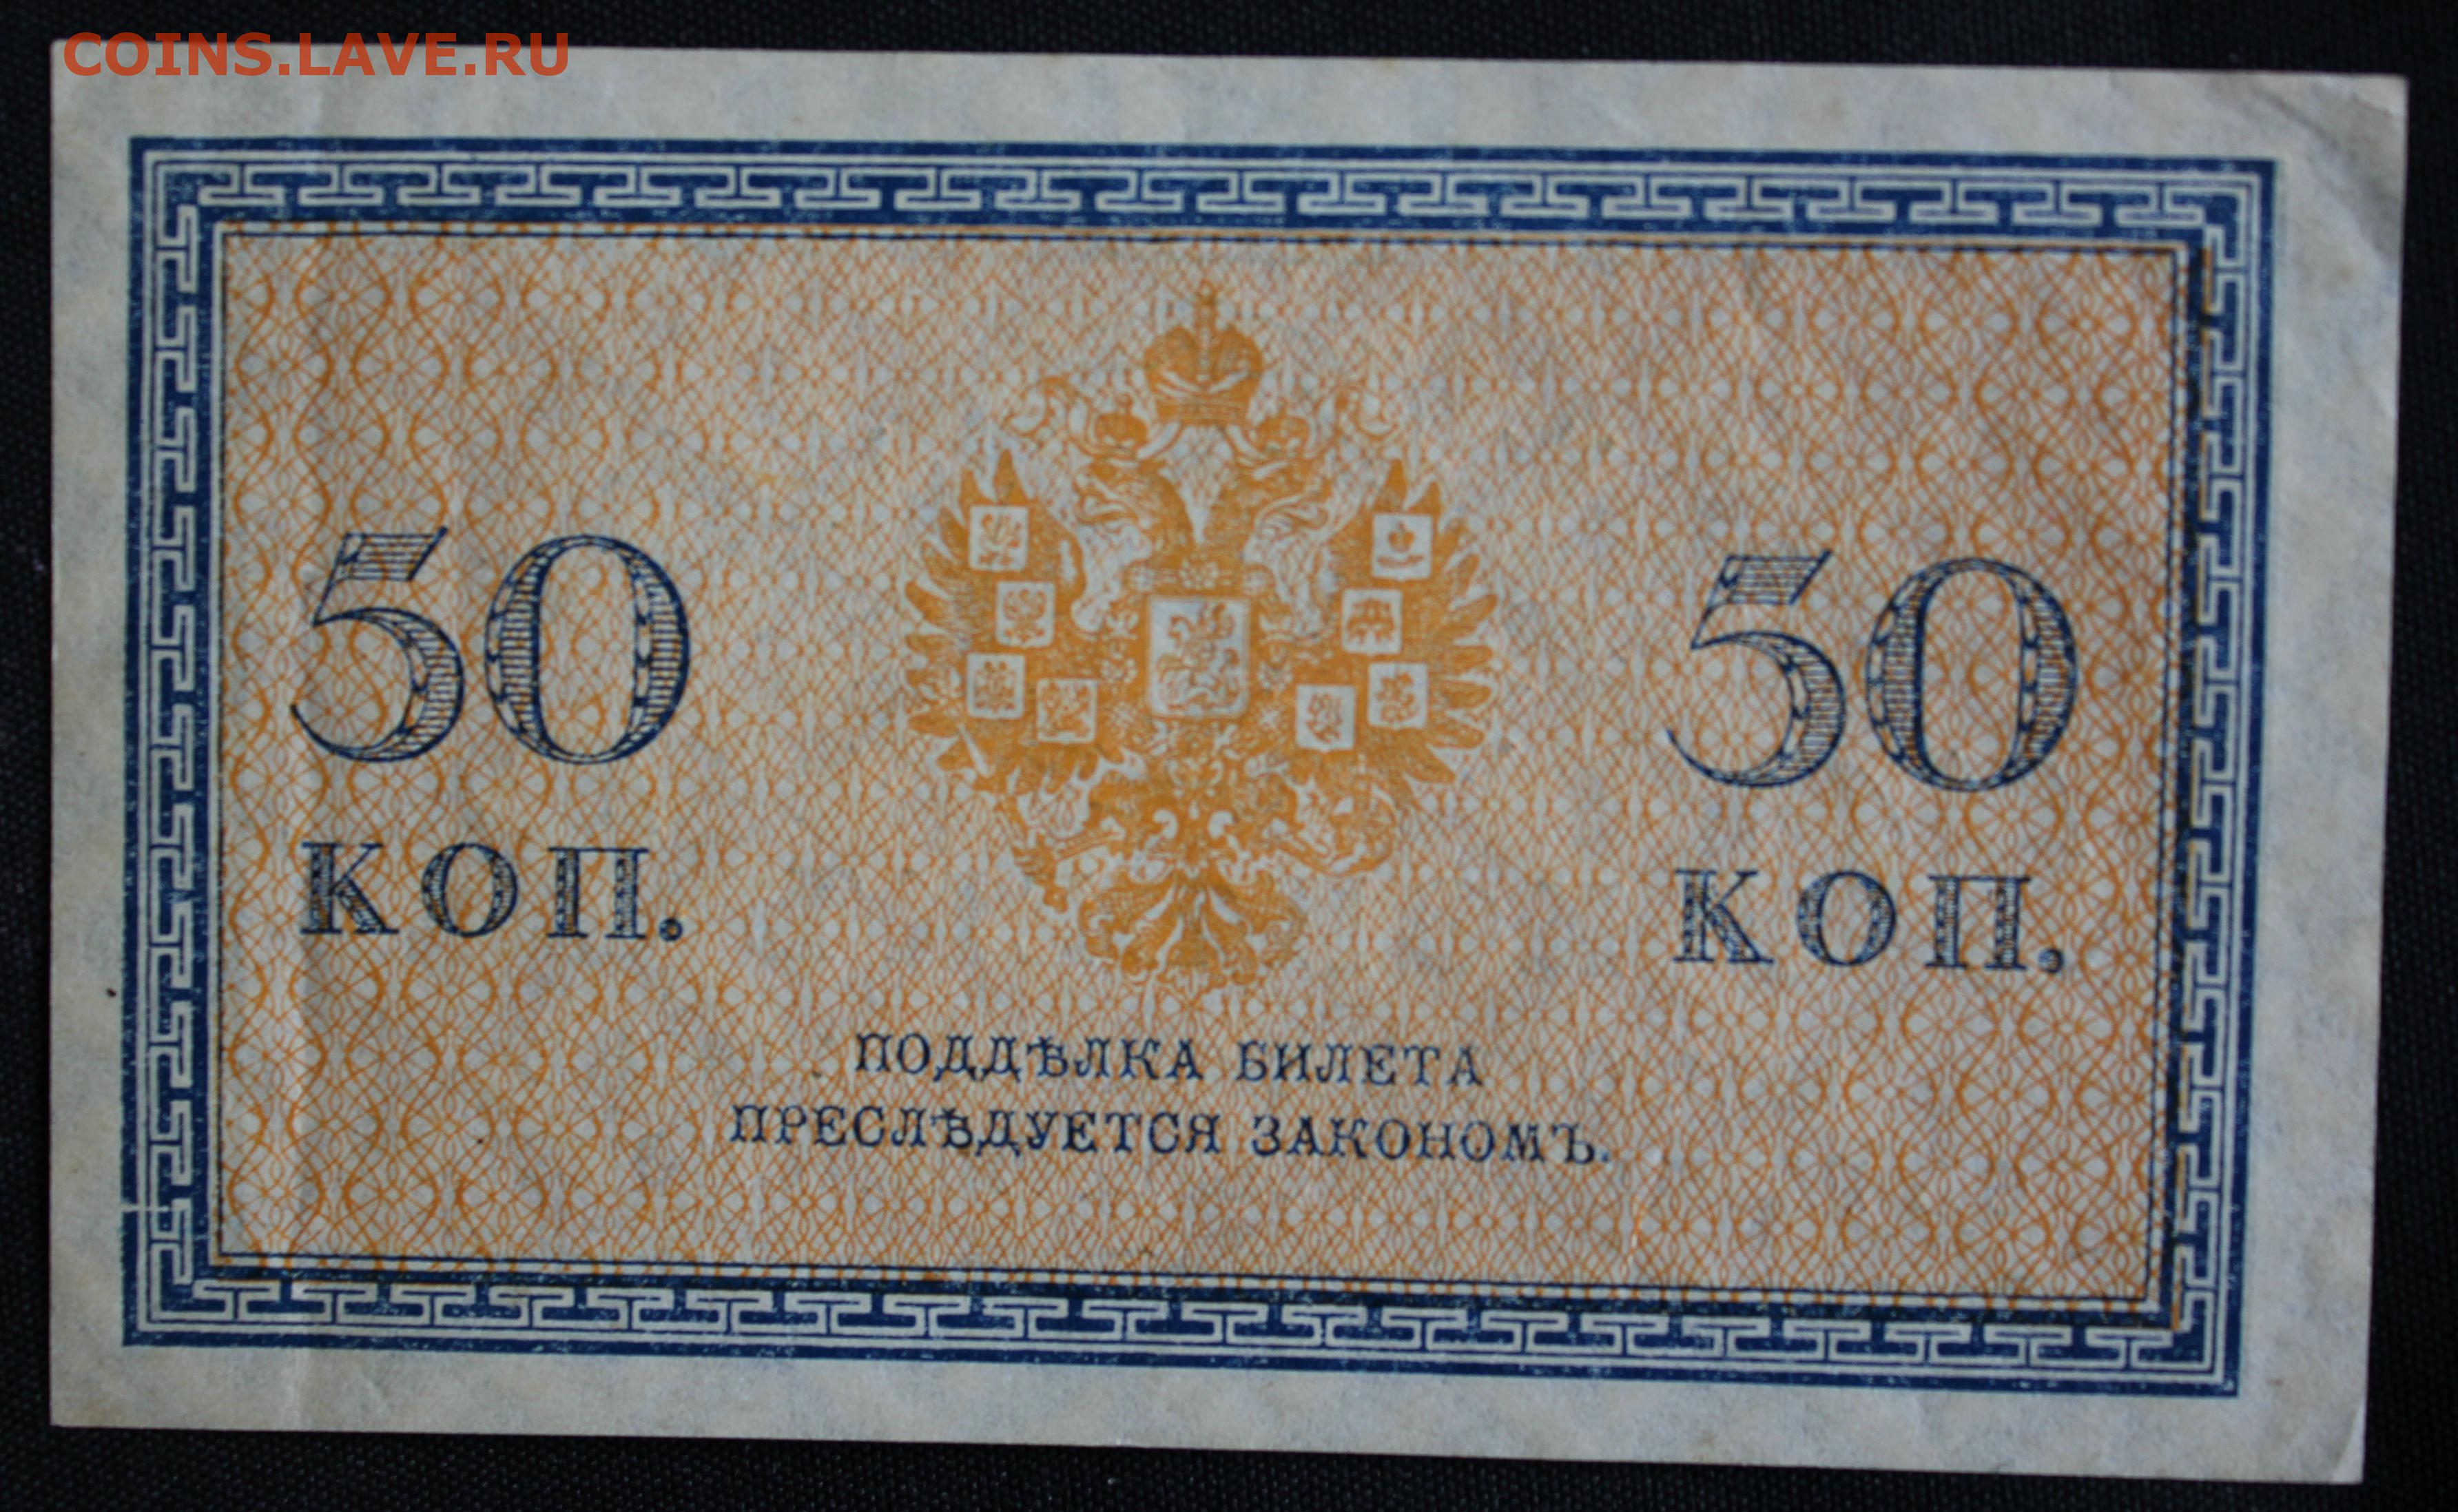 COINS.LAVE.RU
50 50
КОП. КОП.
ПОДДѢЛКА БИЛЕТА
ПРЕСЛѢДУЕТСЯ ЗАКОНОМЪ.